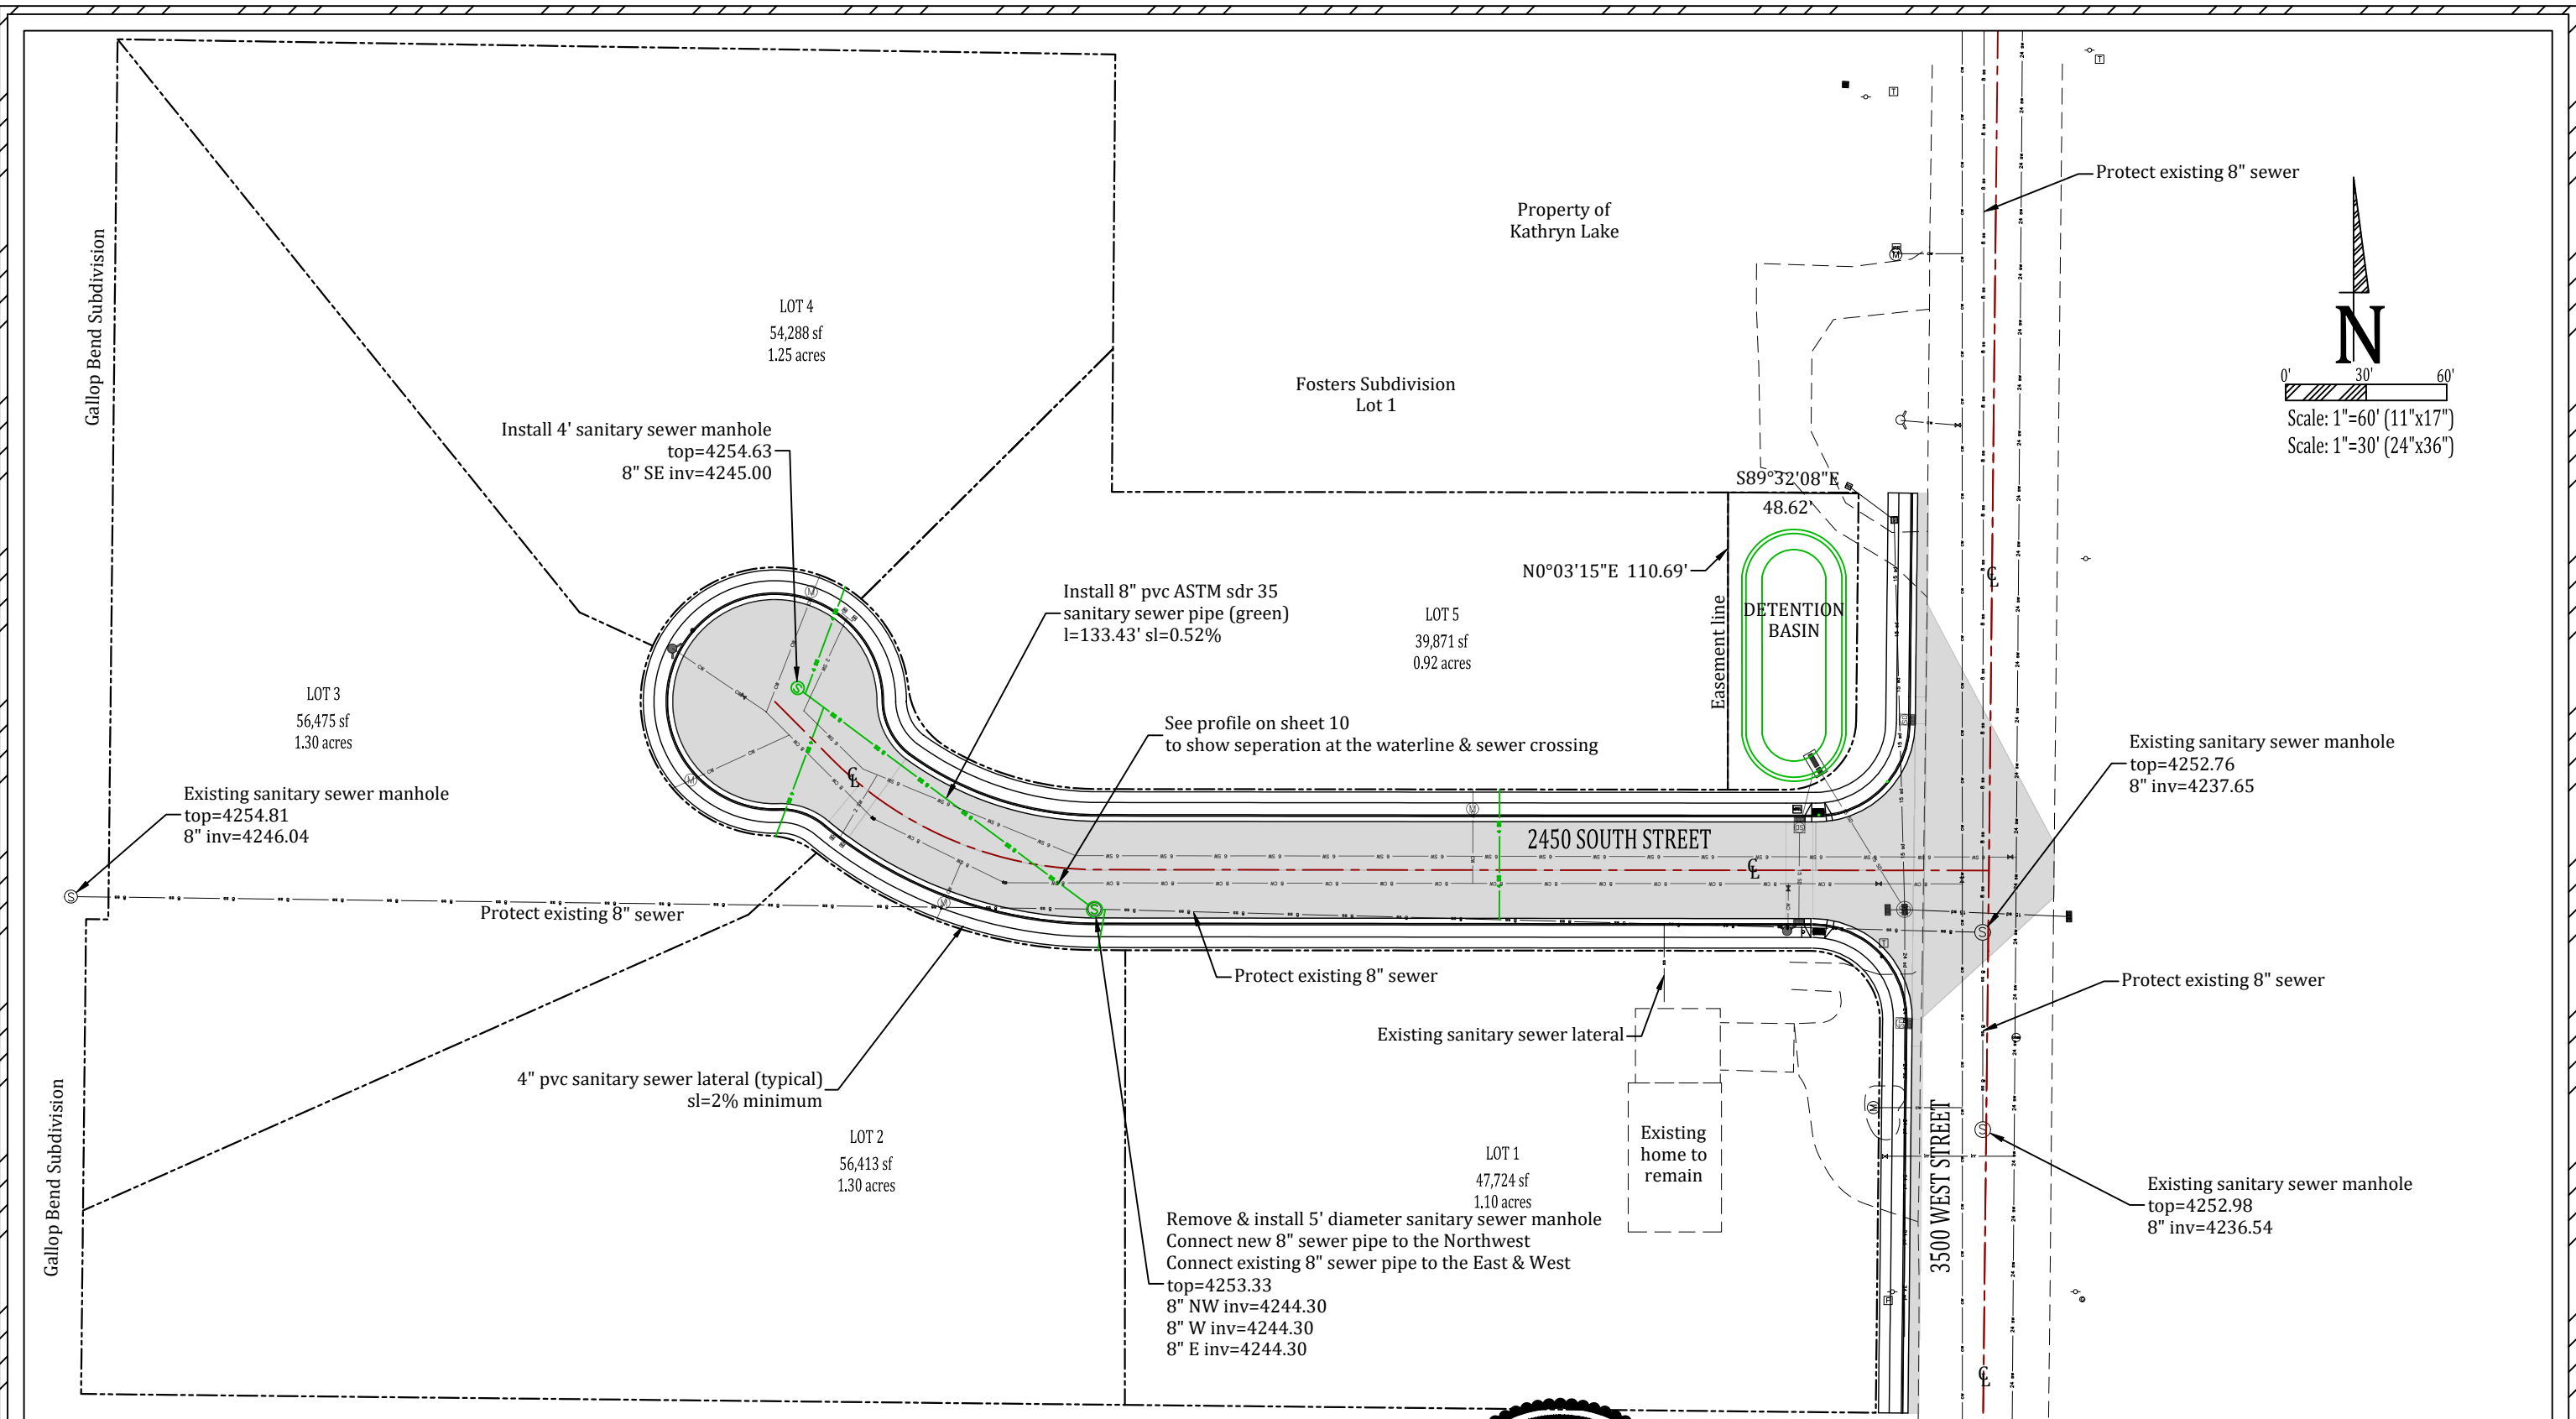 Protect existing 8" sewer
Property of
Kathryn Lake
Gallop Bend Subdivision
LOT 4
54,288 sf
1.25 acres
N
0' 30' 60'
Scale: 1"=60' (11"x17")
Scale: 1"=30' (24"x36")
Fosters Subdivision
Lot 1
Install 4' sanitary sewer manhole
top=4254.63
8" SE inv=4245.00
S89°32'08"E
48.62'
N0°03'15"E 110.69'
Easement line
DETENTION
BASIN
Install 8" pvc ASTM sdr 35
sanitary sewer pipe (green)
l=133.43' sl=0.52%
LOT 5
39,871 sf
0.92 acres
LOT 3
56,475 sf
1.30 acres
See profile on sheet 10
to show seperation at the waterline & sewer crossing
Existing sanitary sewer manhole
top=4252.76
8" inv=4237.65
Existing sanitary sewer manhole
top=4254.81
8" inv=4246.04
2450 SOUTH STREET
Protect existing 8" sewer
Protect existing 8" sewer
Protect existing 8" sewer
Existing sanitary sewer lateral
4" pvc sanitary sewer lateral (typical)
sl=2% minimum
Gallop Bend Subdivision
LOT 2
56,413 sf
1.30 acres
LOT 1
47,724 sf
1.10 acres
Existing
home to
remain
3500 WEST STREET
Existing sanitary sewer manhole
top=4252.98
8" inv=4236.54
Remove & install 5' diameter sanitary sewer manhole
Connect new 8" sewer pipe to the Northwest
Connect existing 8" sewer pipe to the East & West
top=4253.33
8" NW inv=4244.30
8" W inv=4244.30
8" E inv=4244.30